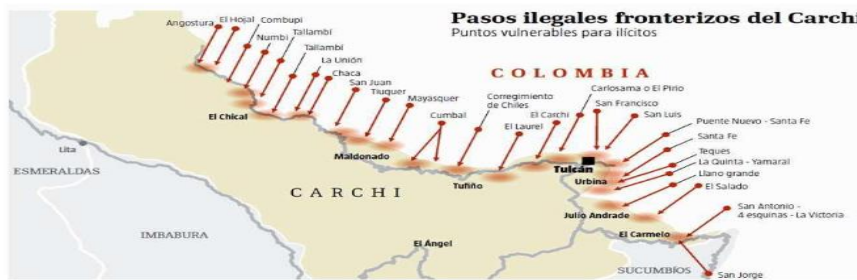 Pasos ilegales fronterizos del Carchi
Puntos vulnerables para ilícitos
Angostura
El Hojal
Combupi
Numbi
Tallambí
Tallambí
La Unión
Chaca
San Juan
Tiuquer
Mayasquer
Cumbal
Corregimiento
de Chiles
El Laurel
El Carchi
Carlosama o El Pirio
San Francisco
San Luis
Puente Nuevo - Santa Fe
Santa Fe
Teques
La Quinta - Yamaral
Llano grande
El Salado
San Antonio -
4 esquinas - La Victoria
San Jorge
COLOMBIA
El Chical
Maldonado
Tufiño
Tulcán
Urbina
Julio Andrade
El Carmelo
El Ángel
Lita
ESMERALDAS
CARCHI
IMBABURA
SUCUMBÍOS